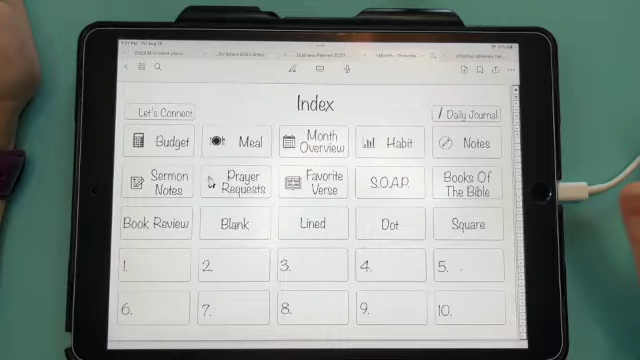 Index
Let's Connect
Daily Journal
Budget
Meal
Month
Overview
Habit
Notes
Sermon
Notes
Prayer
Requests
Favorite
Verse
S.O.A.P.
Books Of
The Bible
Book Review
Blank
Lined
Dot
Square
1.
2.
3.
4.
5.
6.
7.
8.
9.
10.